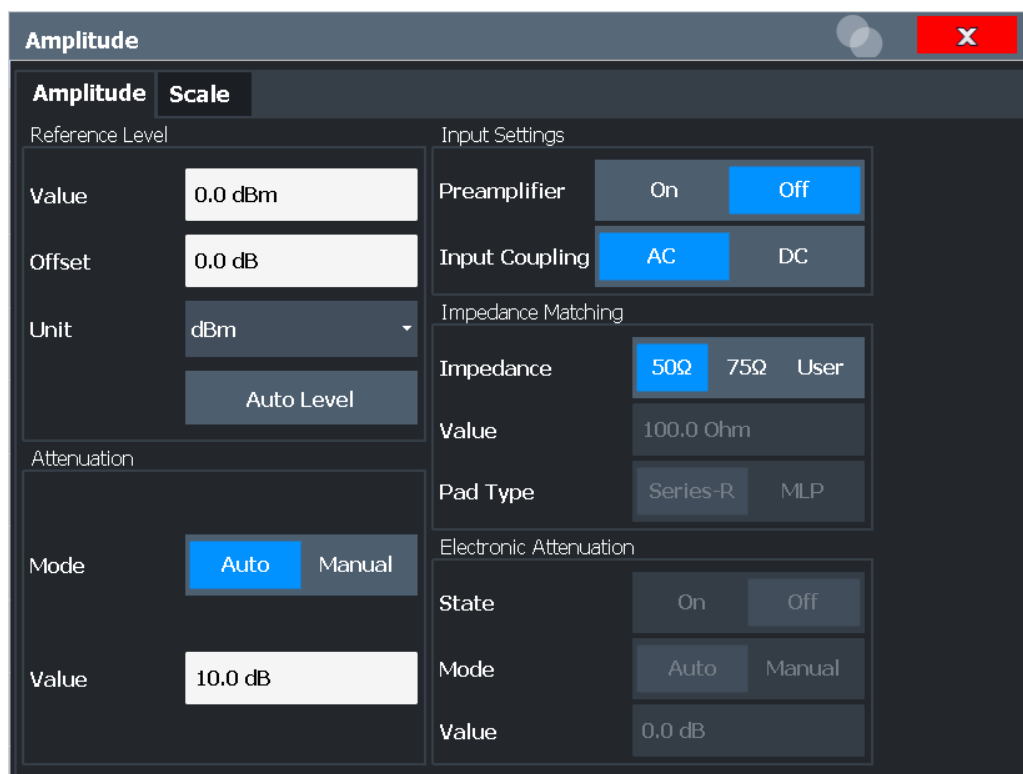 Amplitude
X
Amplitude Scale
Reference Level
Value 0.0 dBm
Offset 0.0 dB
Unit dBm
Auto Level
Attenuation
Mode Auto Manual
Value 10.0 dB
Input Settings
Preamplifier On Off
Input Coupling AC DC
Impedance Matching
Impedance 50Ω 75Ω User
Value 100.0 Ohm
Pad Type Series-R MLP
Electronic Attenuation
State On Off
Mode Auto Manual
Value 0.0 dB